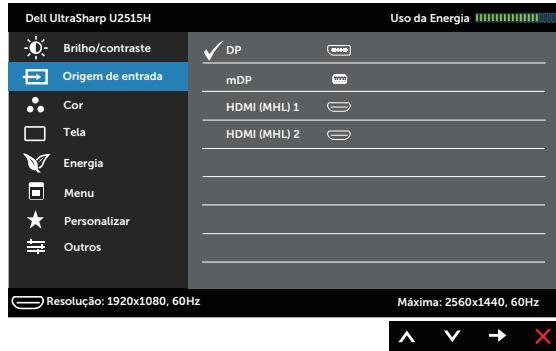 Dell UltraSharp U2515H Uso da Energia
Brilho/contraste
Origem de entrada
Cor
Tela
Energia
Menu
Personalizar
Outros
DP
mDP
HDMI (MHL) 1
HDMI (MHL) 2
Resolução: 1920x1080, 60Hz Máxima: 2560x1440, 60Hz